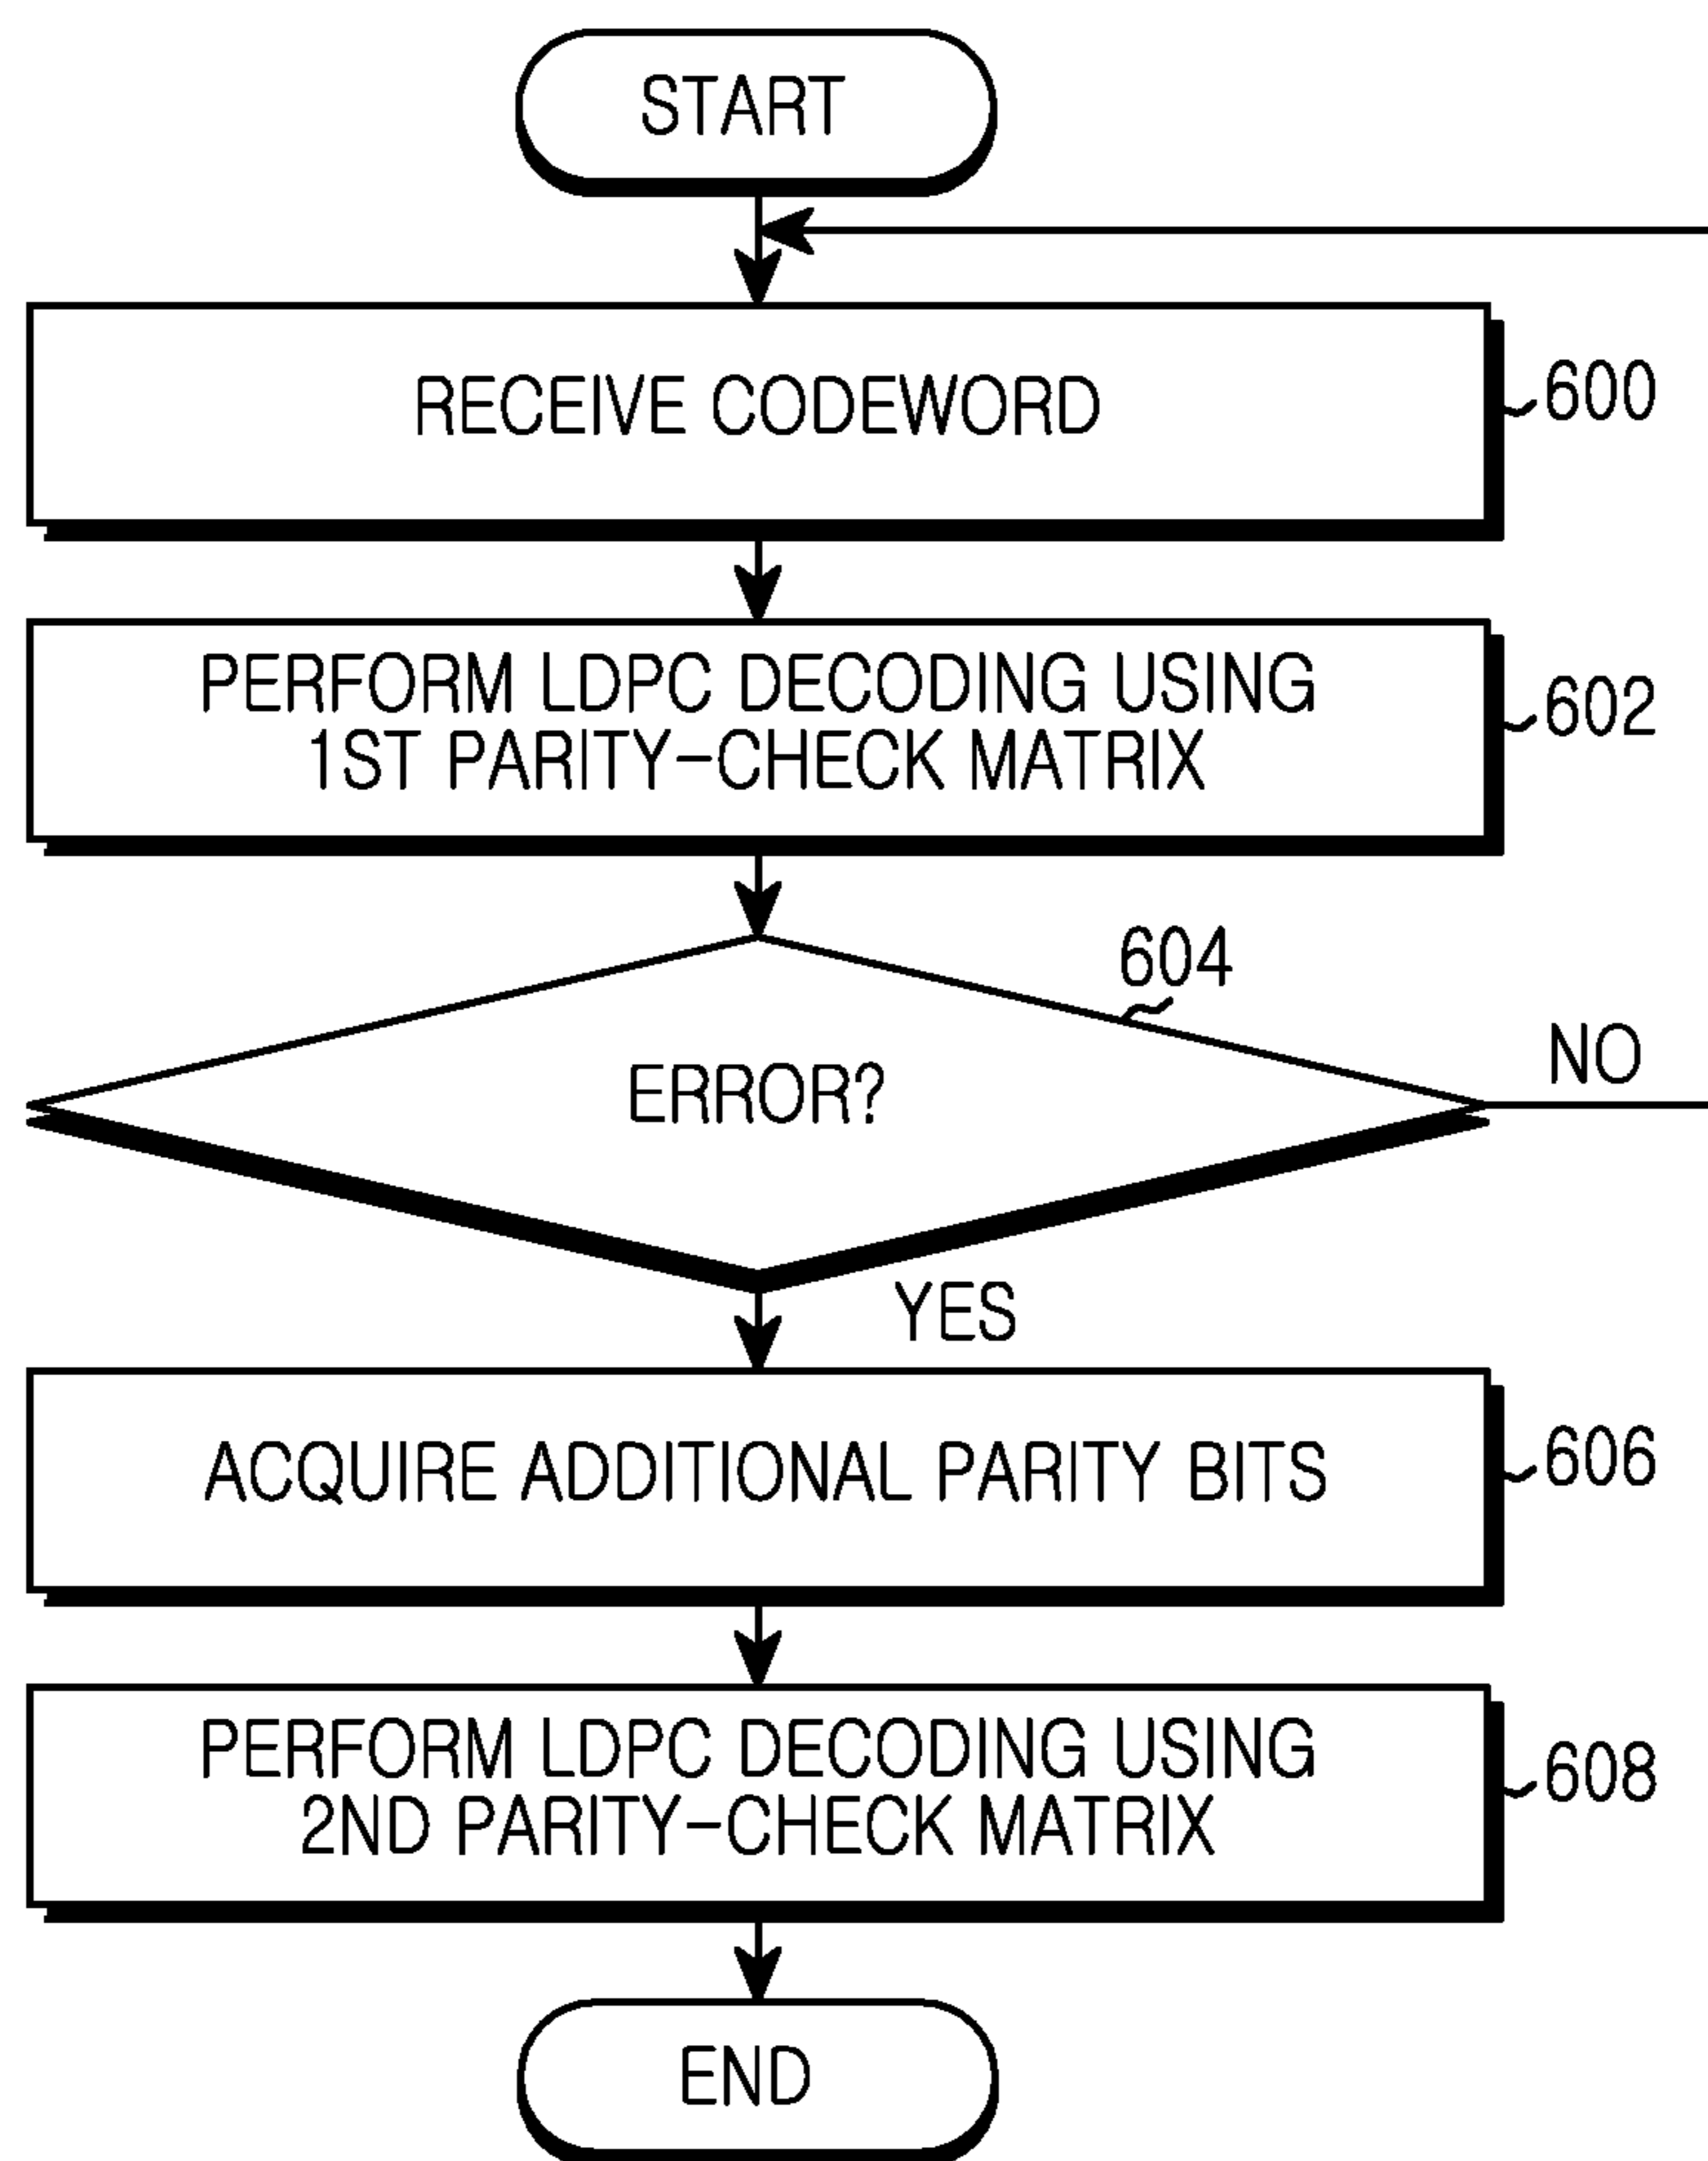 START
RECEIVE CODEWORD
600
PERFORM LDPC DECODING USING
1ST PARITY-CHECK MATRIX
602
604
ERROR?
NO
YES
ACQUIRE ADDITIONAL PARITY BITS
606
PERFORM LDPC DECODING USING
2ND PARITY-CHECK MATRIX
608
END